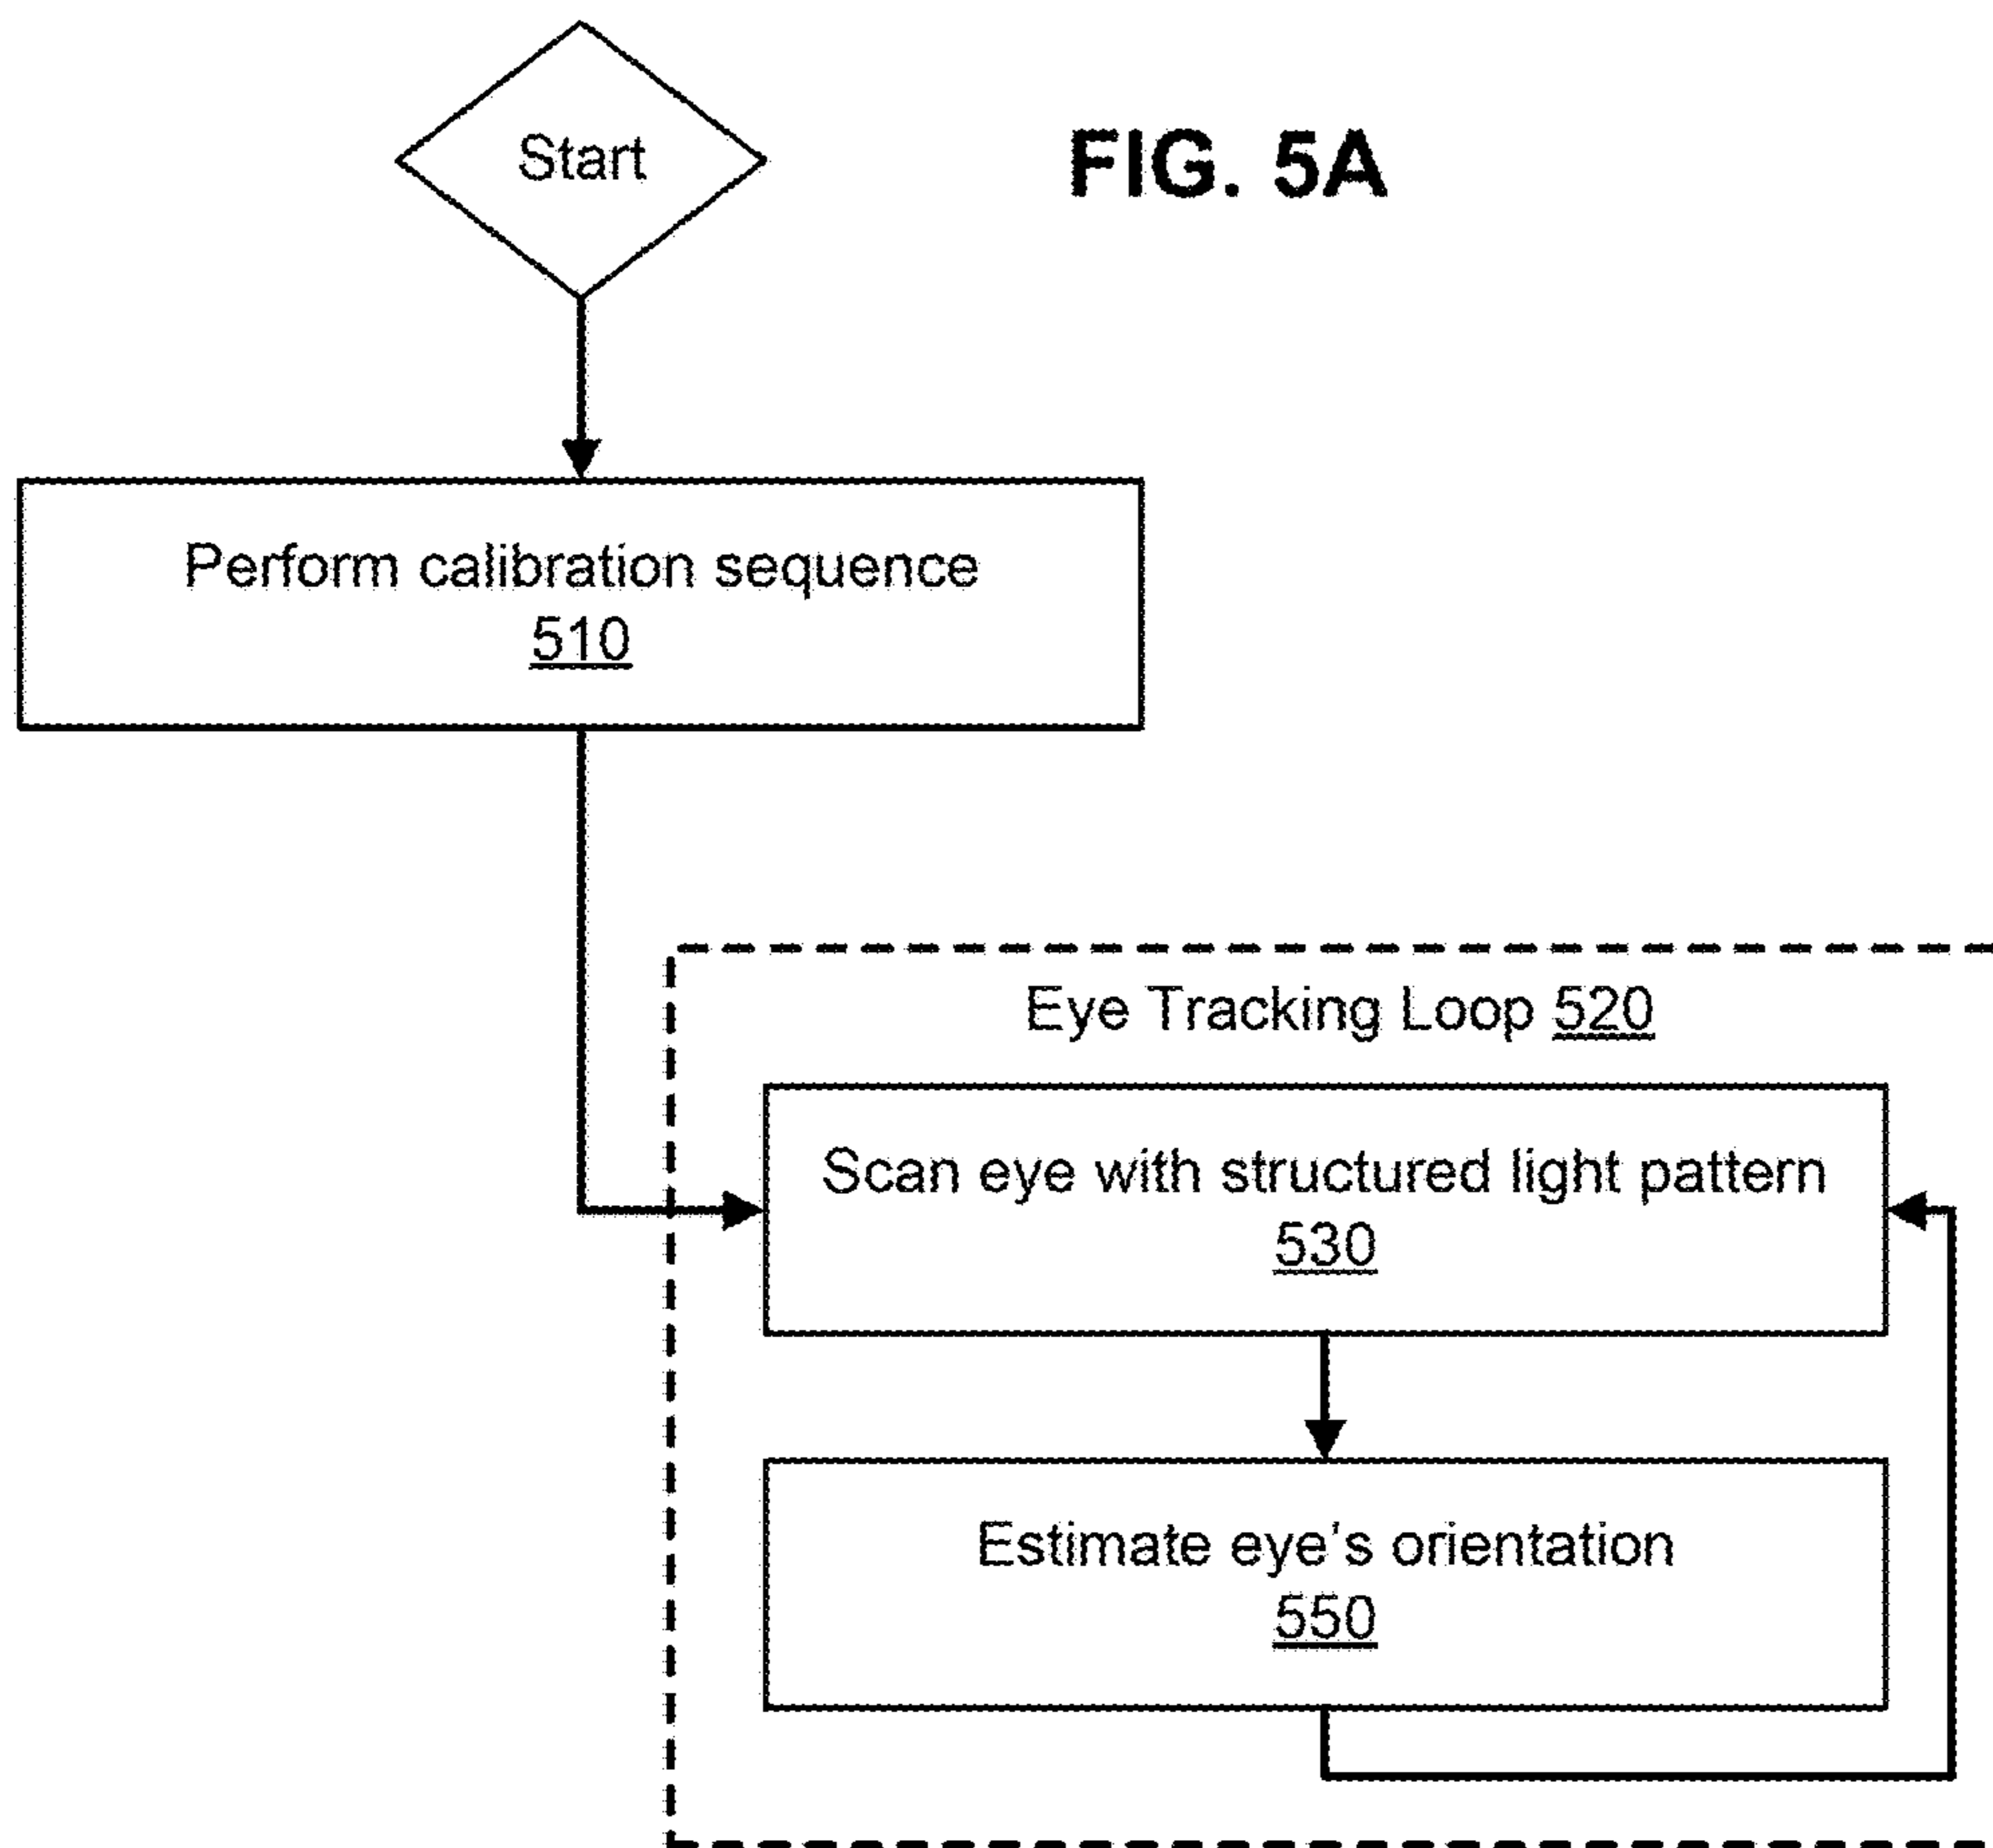 Start
FIG. 5A
Perform calibration sequence
510
Eye Tracking Loop 520
Scan eye with structured light pattern
530
Estimate eye's orientation
550